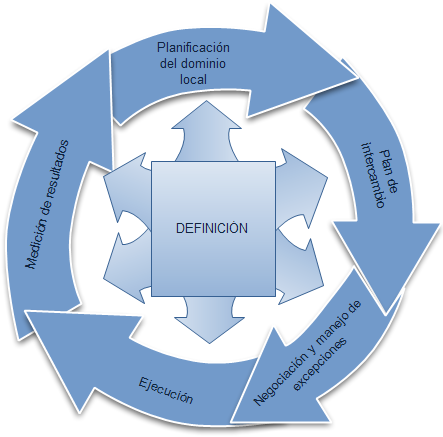 Planificación
del dominio
local
Plan de
intercambio
Negociación y manejo de
excepciones
Ejecución
Medición de resultados
DEFINICIÓN